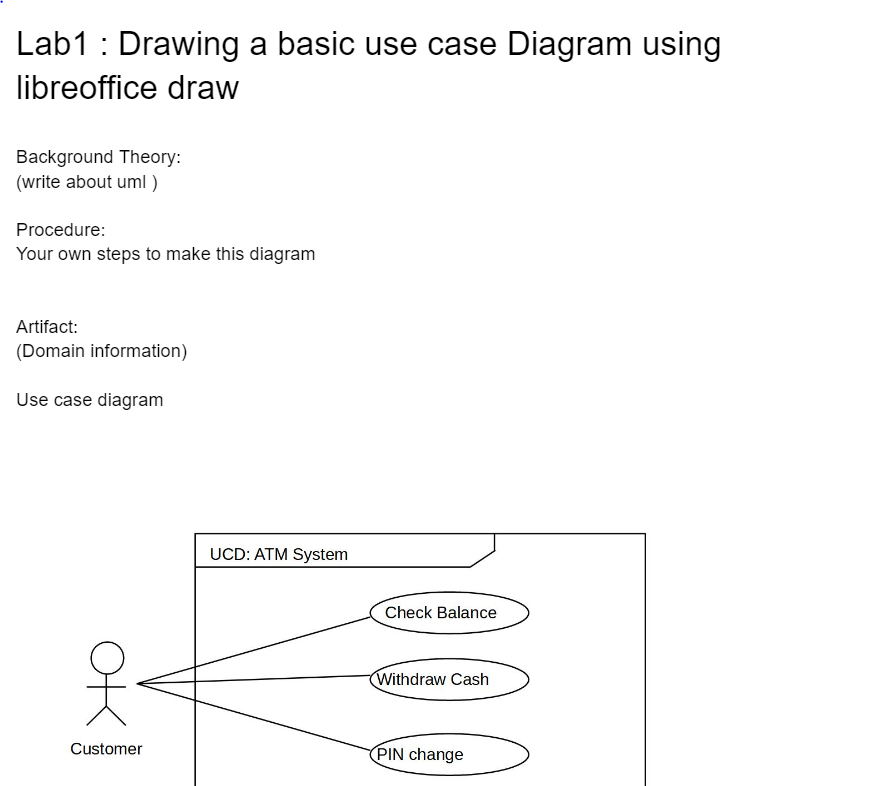 Lab1 : Drawing a basic use case Diagram using
libreoffice draw
Background Theory:
(write about uml )
Procedure:
Your own steps to make this diagram
Artifact:
(Domain information)
Use case diagram
UCD: ATM System
Check Balance
Withdraw Cash
PIN change
Customer